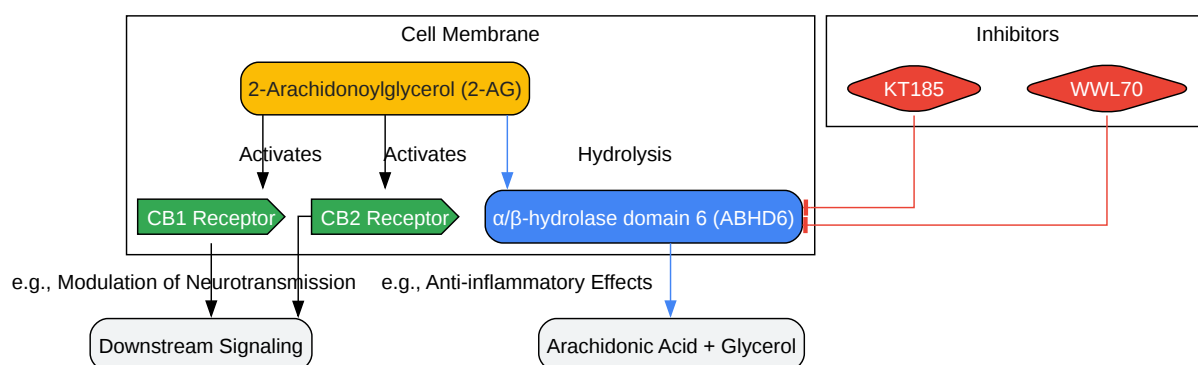 Cell Membrane
Inhibitors
2-Arachidonoylglycerol (2-AG)
KT185
WWL70
Activates
Activates
Hydrolysis
CB1 Receptor
CB2 Receptor
α/β-hydrolase domain 6 (ABHD6)
e.g., Modulation of Neurotransmission
e.g., Anti-inflammatory Effects
Downstream Signaling
Arachidonic Acid + Glycerol